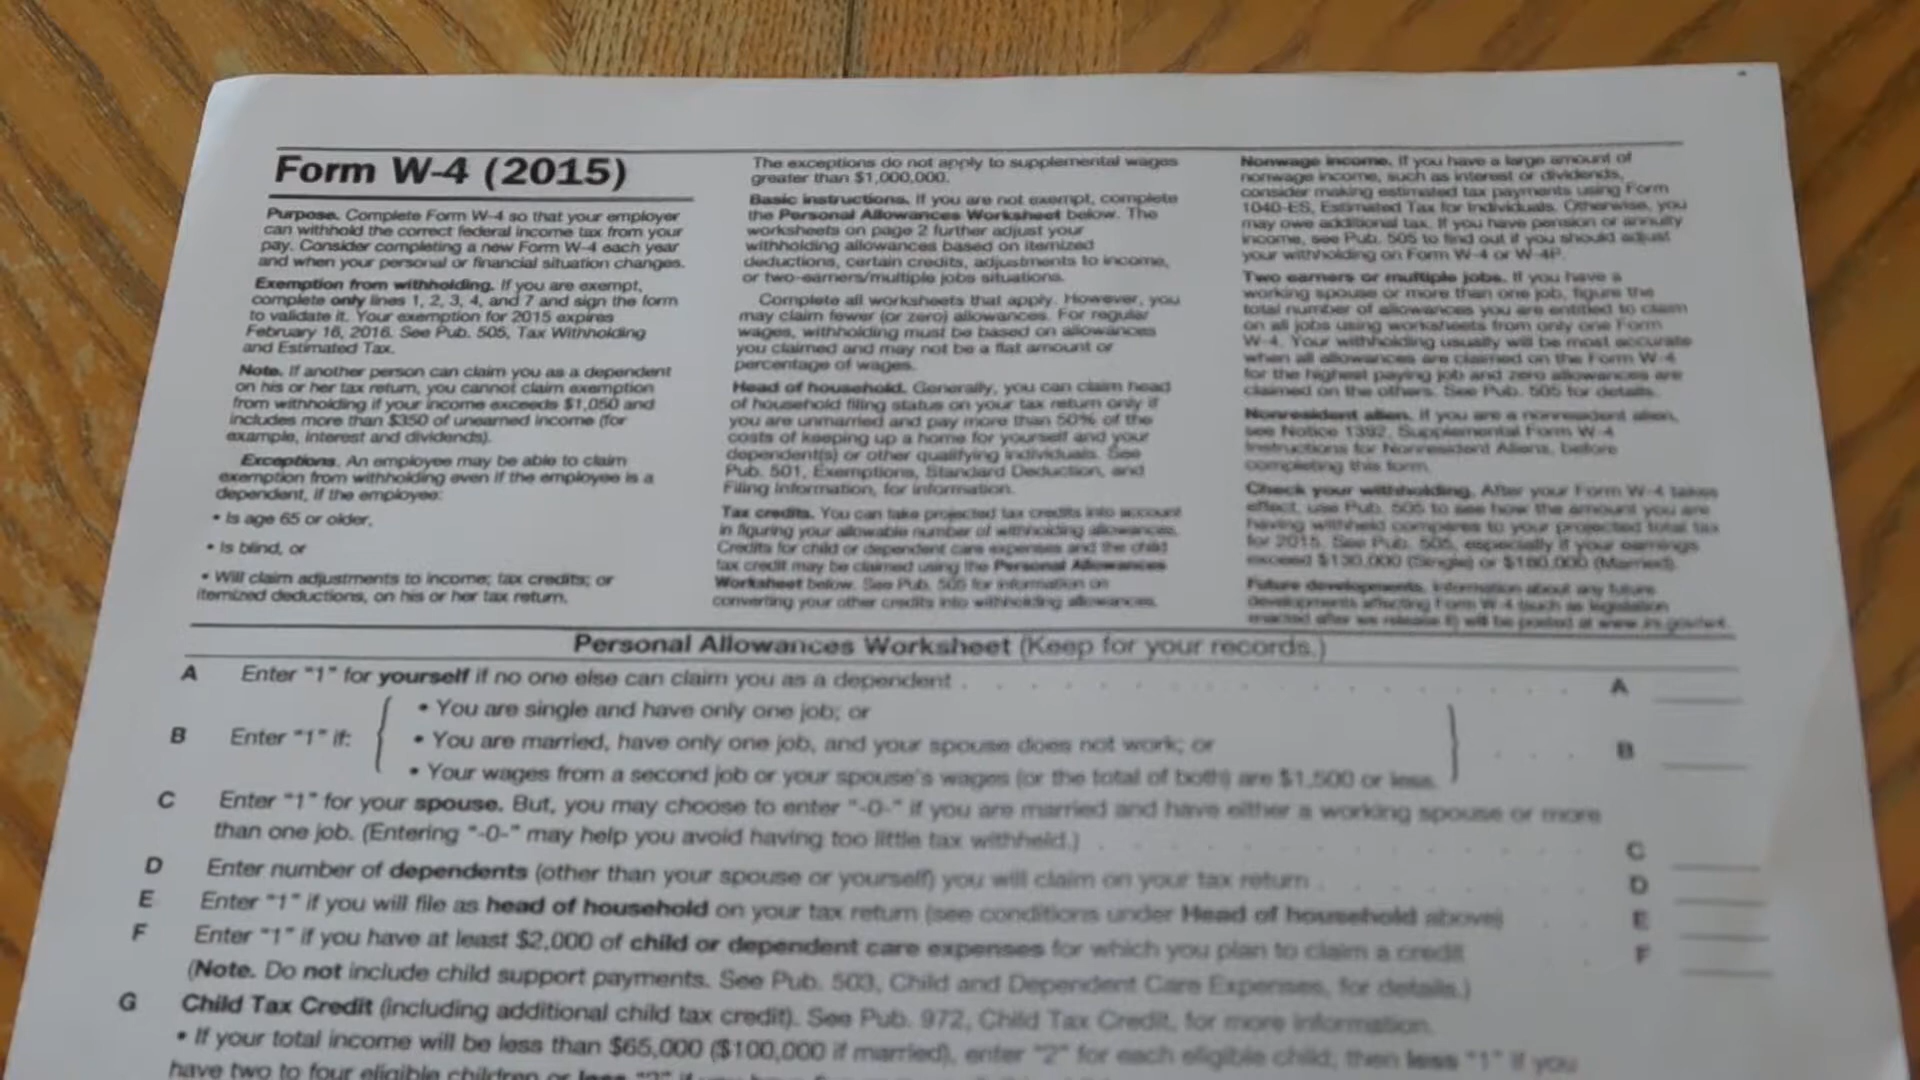 Form W-4 (2015)
Purpose. Complete Form W-4 so that your employer
can withhold the correct federal income tax from your
pay. Consider completing a new Form W-4 each year
and when your personal or financial situation changes.
Exemption from withholding. If you are exempt,
complete only lines 1, 2, 3, 4, and 7 and sign the form
to validate it. Your exemption for 2015 expires
February 16, 2016. See Pub. 505, Tax Withholding
and Estimated Tax.
Note. If another person can claim you as a dependent
on his or her tax return, you cannot claim exemption
from withholding if your income exceeds $1,050 and
includes more than $350 of unearned income (for
example, interest and dividends).
Exceptions. An employee may be able to claim
exemption from withholding even if the employee is a
dependent, if the employee:
• Is age 65 or older,
• Is blind, or
• Will claim adjustments to income; tax credits; or
itemized deductions, on his or her tax return.
The exceptions do not apply to supplemental wages
greater than $1,000,000.
Basic instructions. If you are not exempt, complete
the Personal Allowances Worksheet below. The
worksheets on page 2 further adjust your
withholding allowances based on itemized
deductions, certain credits, adjustments to income,
or two-earners/multiple jobs situations.
Complete all worksheets that apply. However, you
may claim fewer (or zero) allowances. For regular
wages, withholding must be based on allowances
you claimed and may not be a flat amount or
percentage of wages.
Head of household. Generally, you can claim head
of household filing status on your tax return only if
you are unmarried and pay more than 50% of the
costs of keeping up a home for yourself and your
dependent(s) or other qualifying individuals. See
Pub. 501, Exemptions, Standard Deduction, and
Filing Information, for information.
Tax credits. You can take projected tax credits into account
in figuring your allowable number of withholding allowances.
Credits for child or dependent care expenses and the child
tax credit may be claimed using the Personal Allowances
Worksheet below. See Pub. 505 for information on
converting your other credits into withholding allowances.
Nonwage income. If you have a large amount of
nonwage income, such as interest or dividends,
consider making estimated tax payments using Form
1040-ES, Estimated Tax for Individuals. Otherwise, you
may owe additional tax. If you have pension or annuity
income, see Pub. 505 to find out if you should adjust
your withholding on Form W-4 or W-4P.
Two earners or multiple jobs. If you have a
working spouse or more than one job, figure the
total number of allowances you are entitled to claim
on all jobs using worksheets from only one Form
W-4. Your withholding usually will be most accurate
when all allowances are claimed on the Form W-4
for the highest paying job and zero allowances are
claimed on the others. See Pub. 505 for details.
Nonresident alien. If you are a nonresident alien,
see Notice 1392, Supplemental Form W-4
Instructions for Nonresident Aliens, before
completing this form.
Check your withholding. After your Form W-4 takes
effect, use Pub. 505 to see how the amount you are
having withheld compares to your projected total tax
for 2015. See Pub. 505, especially if your earnings
exceed $130,000 (Single) or $180,000 (Married).
Future developments. Information about any future
developments affecting Form W-4 (such as legislation
enacted after we release it) will be posted at www.irs.gov/w4.
Personal Allowances Worksheet (Keep for your records.)
A Enter "1" for yourself if no one else can claim you as a dependent . A
• You are single and have only one job; or
B Enter "1" if: • You are married, have only one job, and your spouse does not work; or B
• Your wages from a second job or your spouse's wages (or the total of both) are $1,500 or less.
C Enter "1" for your spouse. But, you may choose to enter "-0-" if you are married and have either a working spouse or more
than one job. (Entering "-0-" may help you avoid having too little tax withheld.) C
D Enter number of dependents (other than your spouse or yourself) you will claim on your tax return . D
E Enter "1" if you will file as head of household on your tax return (see conditions under Head of household above) E
F Enter "1" if you have at least $2,000 of child or dependent care expenses for which you plan to claim a credit F
(Note. Do not include child support payments. See Pub. 503, Child and Dependent Care Expenses, for details.)
G Child Tax Credit (including additional child tax credit). See Pub. 972, Child Tax Credit, for more information.
• If your total income will be less than $65,000 ($100,000 if married), enter "2" for each eligible child; then less "1" if you
have two to four eligible children or less "2" if you have